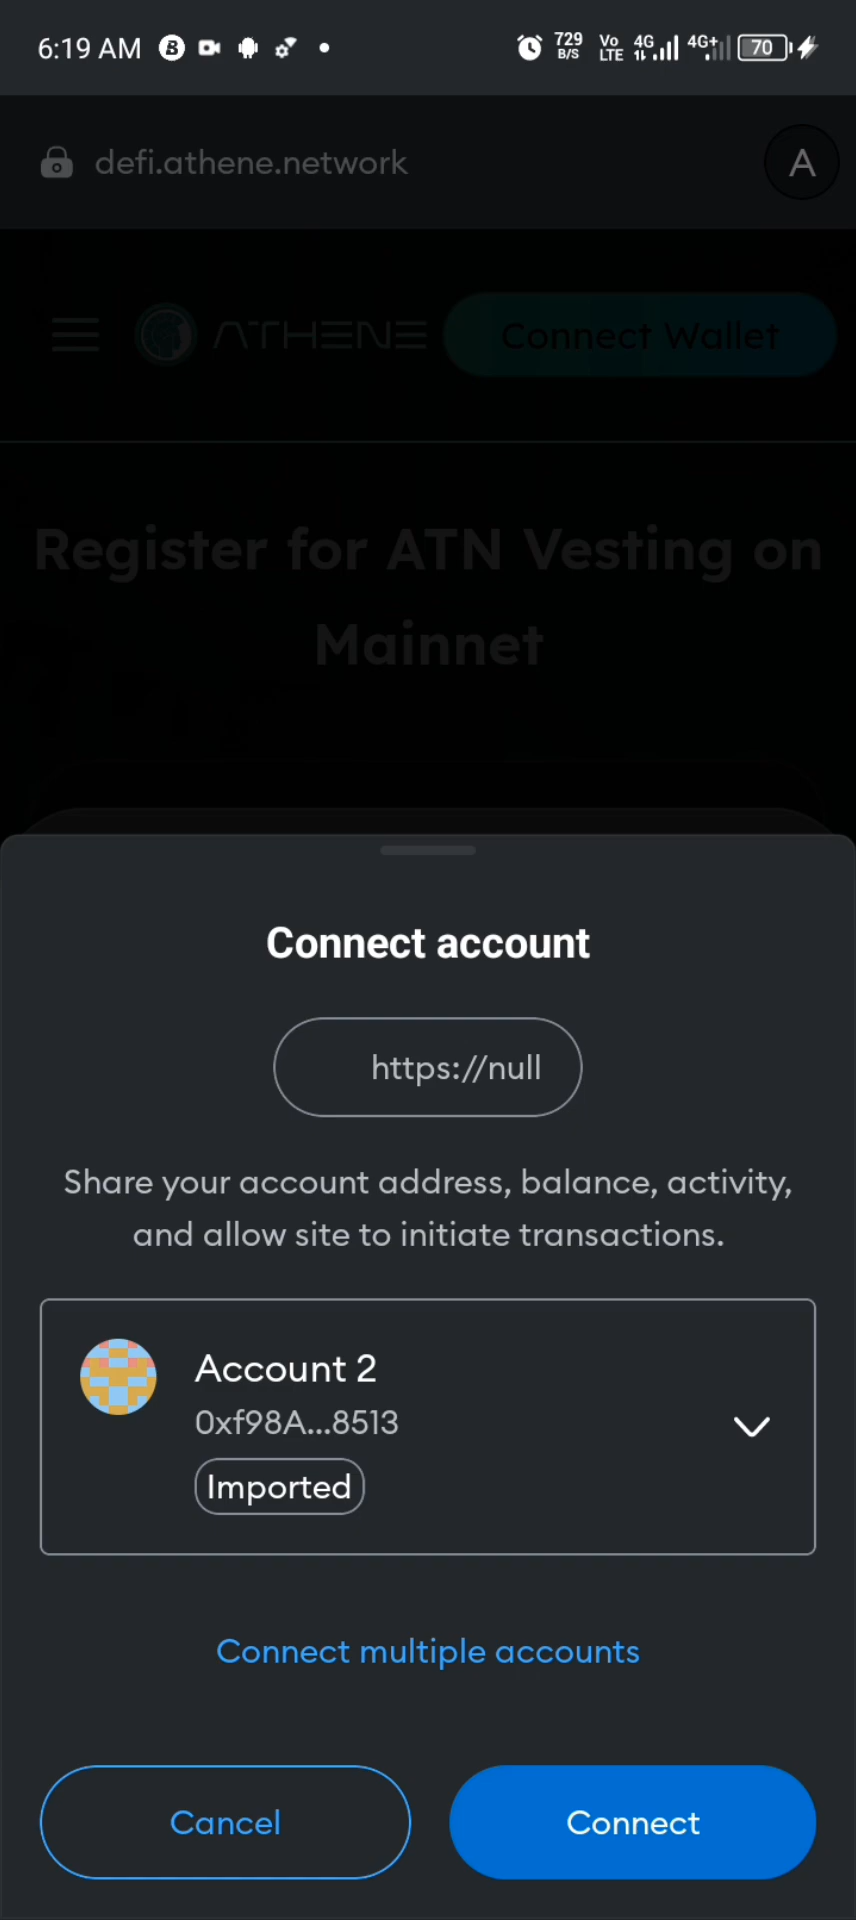 6:19 AM
729 B/S
Vo LTE
4G
4G+
70
defi.athene.network
A
ATHENE
Connect Wallet
Register for ATN Vesting on
Mainnet
Connect account
https://null
Share your account address, balance, activity,
and allow site to initiate transactions.
Account 2
0xf98A...8513
Imported
Connect multiple accounts
Cancel
Connect